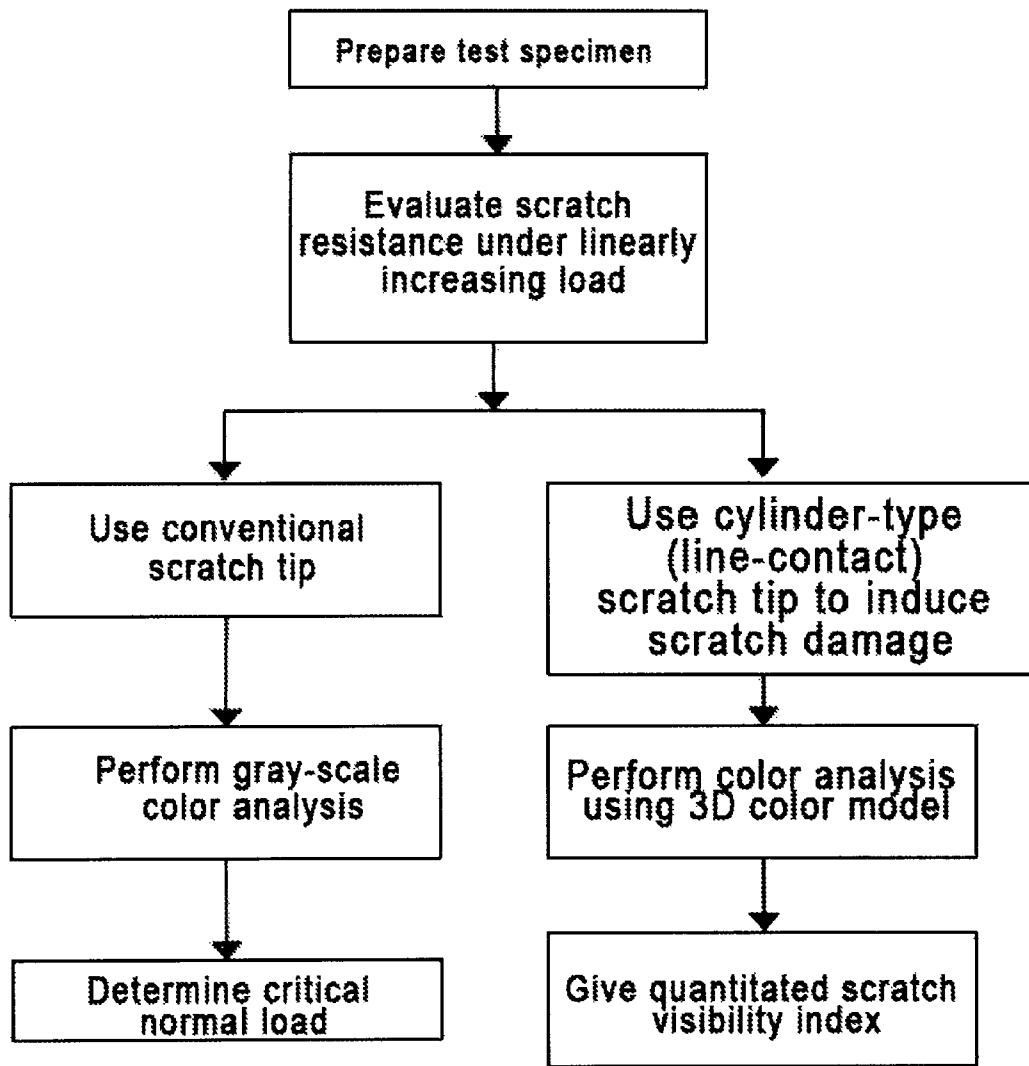 Prepare test specimen
Evaluate scratch
resistance under linearly
increasing load
Use conventional
scratch tip
Perform gray-scale
color analysis
Determine critical
normal load
Use cylinder-type
(line-contact)
scratch tip to induce
scratch damage
Perform color analysis
using 3D color model
Give quantitated scratch
visibility index